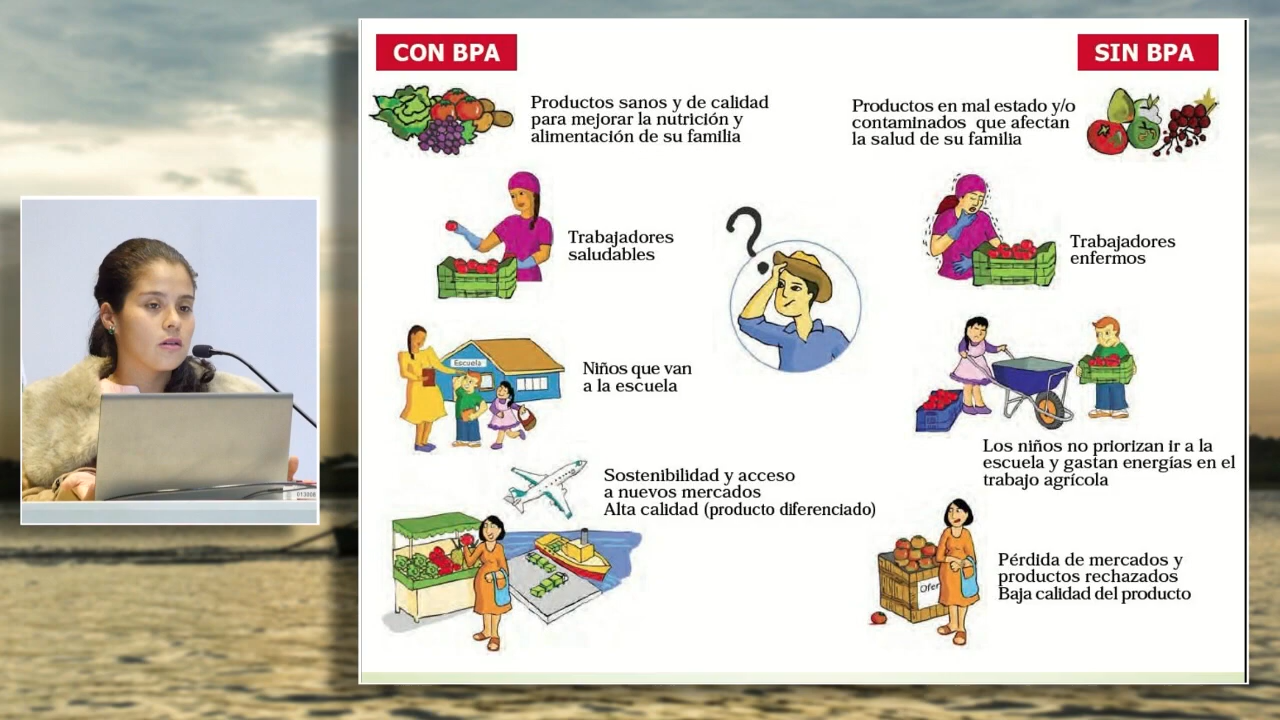 CON BPA
SIN BPA
Productos sanos y de calidad
para mejorar la nutrición y
alimentación de su familia
Productos en mal estado y/o
contaminados que afectan
la salud de su familia
Trabajadores
saludables
Trabajadores
enfermos
Escuela
Niños que van
a la escuela
Los niños no priorizan ir a la
escuela y gastan energías en el
trabajo agrícola
Sostenibilidad y acceso
a nuevos mercados
Alta calidad (producto diferenciado)
Ofer
Pérdida de mercados y
productos rechazados
Baja calidad del producto
?